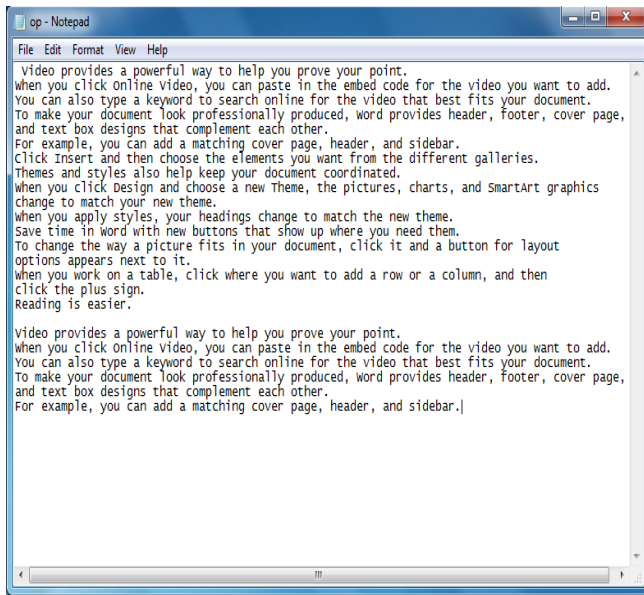 op - Notepad
File Edit Format View Help
Video provides a powerful way to help you prove your point.
When you click Online Video, you can paste in the embed code for the video you want to add.
You can also type a keyword to search online for the video that best fits your document.
To make your document look professionally produced, Word provides header, footer, cover page,
and text box designs that complement each other.
For example, you can add a matching cover page, header, and sidebar.
Click Insert and then choose the elements you want from the different galleries.
Themes and styles also help keep your document coordinated.
When you click Design and choose a new Theme, the pictures, charts, and SmartArt graphics
change to match your new theme.
When you apply styles, your headings change to match the new theme.
Save time in Word with new buttons that show up where you need them.
To change the way a picture fits in your document, click it and a button for layout
options appears next to it.
When you work on a table, click where you want to add a row or a column, and then
click the plus sign.
Reading is easier.
Video provides a powerful way to help you prove your point.
When you click Online Video, you can paste in the embed code for the video you want to add.
You can also type a keyword to search online for the video that best fits your document.
To make your document look professionally produced, Word provides header, footer, cover page,
and text box designs that complement each other.
For example, you can add a matching cover page, header, and sidebar.